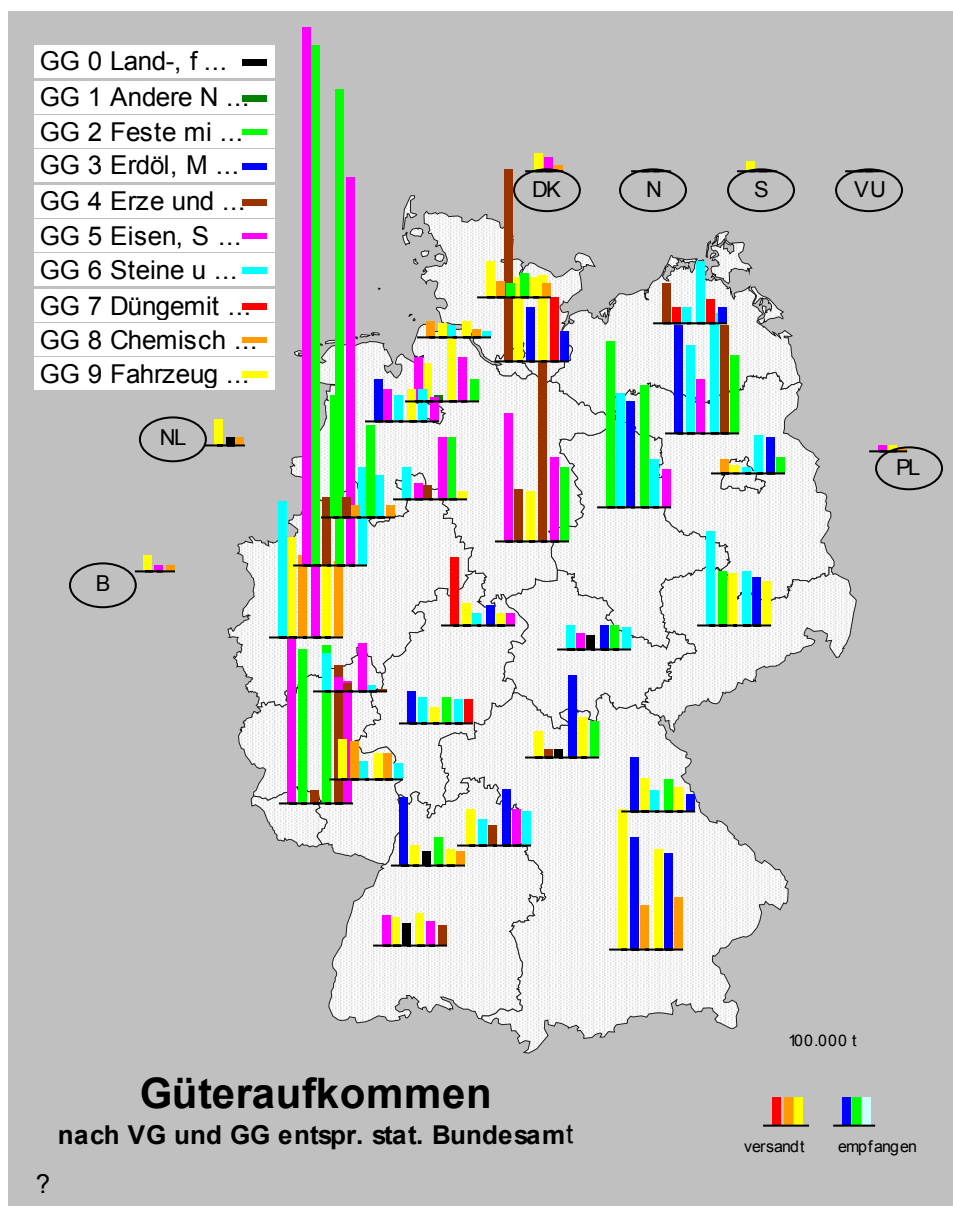 GG 0 Land-, f ...
GG 1 Andere N ...
GG 2 Feste mi ...
GG 3 Erdöl, M ...
GG 4 Erze und ...
GG 5 Eisen, S ...
GG 6 Steine u ...
GG 7 Düngemit ...
GG 8 Chemisch ...
GG 9 Fahrzeug ...
DK N S VU
NL
PL
B
100.000 t
Güteraufkommen
nach VG und GG entspr. stat. Bundesamt
versandt empfangen
?